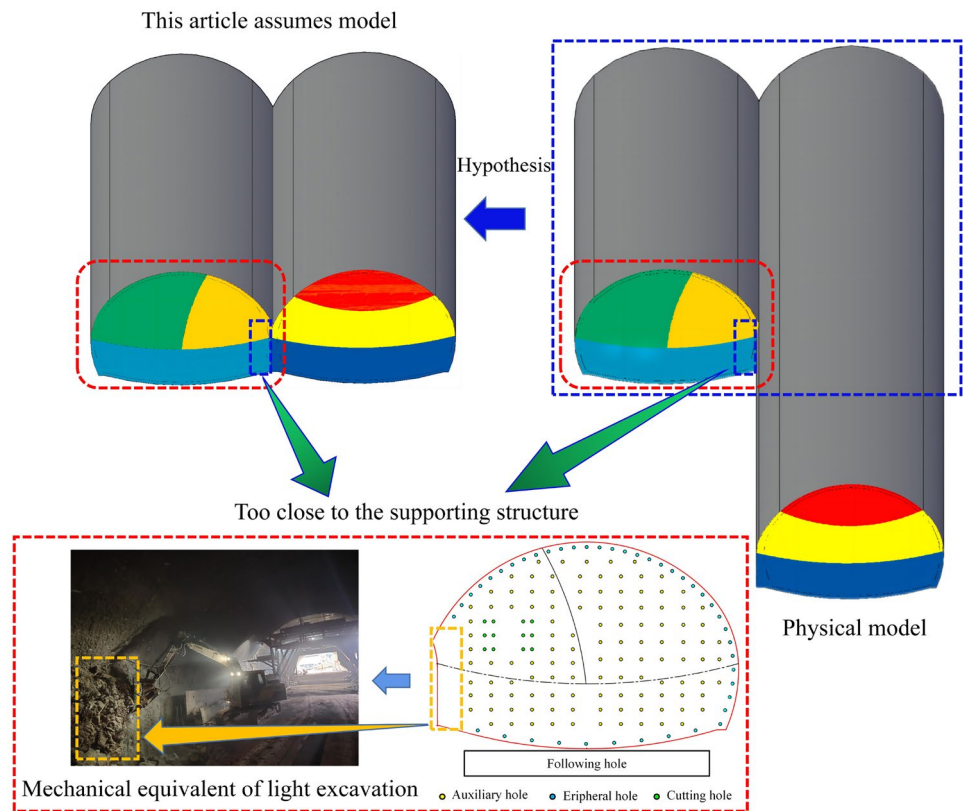 This article assumes model
Hypothesis
Too close to the supporting structure
Physical model
Following hole
Mechanical equivalent of light excavation
Auxiliary hole
Eripheral hole
Cutting hole